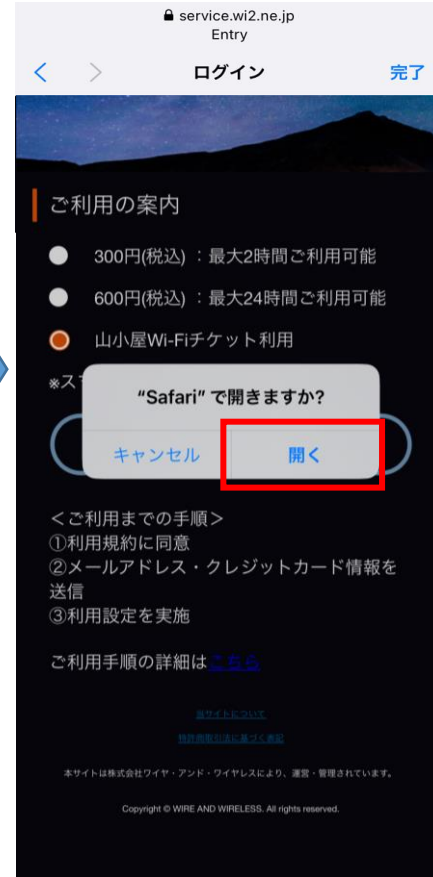 service.wi2.ne.jp
Entry
ログイン
完了
ご利用の案内
300円(税込)：最大2時間ご利用可能
600円(税込)：最大24時間ご利用可能
山小屋Wi-Fiチケット利用
※ス
“Safari” で開きますか?
キャンセル
開く
＜ご利用までの手順＞
①利用規約に同意
②メールアドレス・クレジットカード情報を
送信
③利用設定を実施
ご利用手順の詳細はこちら
当サイトについて
特許商取引法に基づく表記
本サイトは株式会社ワイヤ・アンド・ワイヤレスにより、運営・管理されています。
Copyright © WIRE AND WIRELESS. All rights reserved.